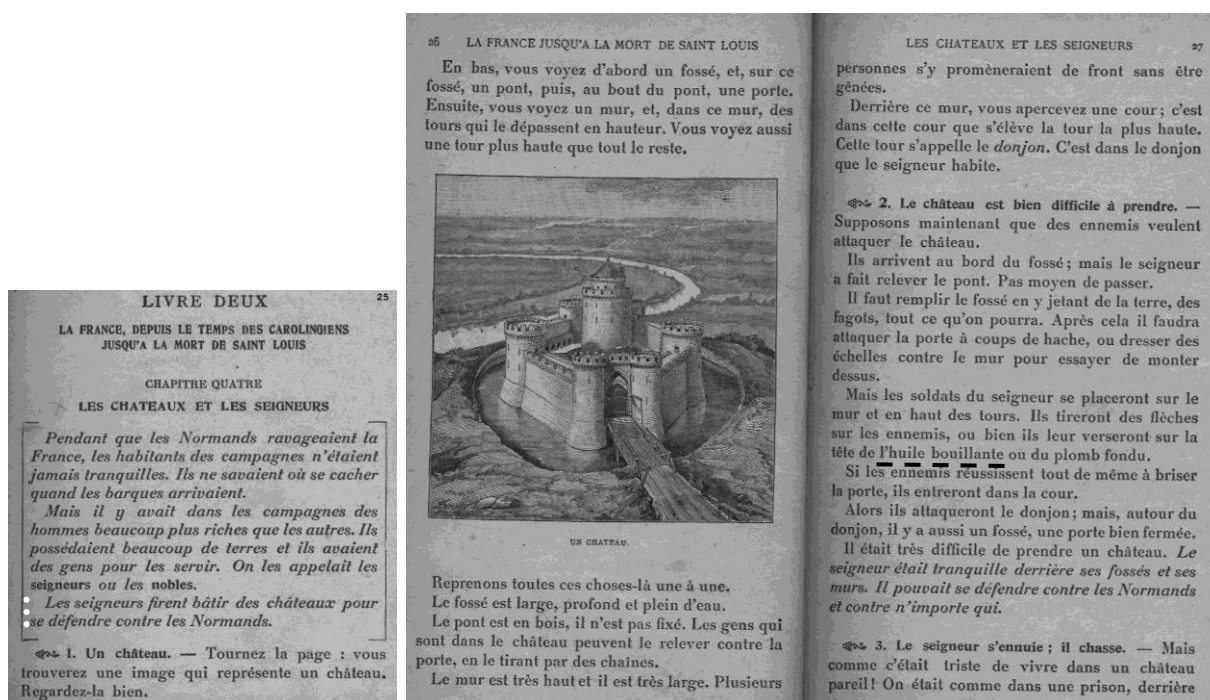 LIVRE DEUX
25
LA FRANCE, DEPUIS LE TEMPS DES CAROLINGIENS
JUSQU'A LA MORT DE SAINT LOUIS
CHAPITRE QUATRE
LES CHATEAUX ET LES SEIGNEURS
Pendant que les Normands ravageaient la
France, les habitants des campagnes n'étaient
jamais tranquilles. Ils ne savaient où se cacher
quand les barques arrivaient.
Mais il y avait dans les campagnes des
hommes beaucoup plus riches que les autres. Ils
possédaient beaucoup de terres et ils avaient
des gens pour les servir. On les appelait les
seigneurs ou les nobles.
Les seigneurs firent bâtir des châteaux pour
se défendre contre les Normands.
1. Un château. — Tournez la page : vous
trouverez une image qui représente un château.
Regardez-la bien.
26 LA FRANCE JUSQU'A LA MORT DE SAINT LOUIS
En bas, vous voyez d'abord un fossé, et, sur ce
fossé, un pont, puis, au bout du pont, une porte.
Ensuite, vous voyez un mur, et, dans ce mur, des
tours qui le dépassent en hauteur. Vous voyez aussi
une tour plus haute que tout le reste.
UN CHATEAU.
Reprenons toutes ces choses-là une à une.
Le fossé est large, profond et plein d'eau.
Le pont est en bois, il n'est pas fixé. Les gens qui
sont dans le château peuvent le relever contre la
porte, en le tirant par des chaînes.
Le mur est très haut et il est très large. Plusieurs
LES CHATEAUX ET LES SEIGNEURS 27
personnes s'y promèneraient de front sans être
gênées.
Derrière ce mur, vous apercevez une cour ; c'est
dans cette cour que s'élève la tour la plus haute.
Cette tour s'appelle le donjon. C'est dans le donjon
que le seigneur habite.
2. Le château est bien difficile à prendre. —
Supposons maintenant que des ennemis veulent
attaquer le château.
Ils arrivent au bord du fossé ; mais le seigneur
a fait relever le pont. Pas moyen de passer.
Il faut remplir le fossé en y jetant de la terre, des
fagots, tout ce qu'on pourra. Après cela il faudra
attaquer la porte à coups de hache, ou dresser des
échelles contre le mur pour essayer de monter
dessus.
Mais les soldats du seigneur se placeront sur le
mur et en haut des tours. Ils tireront des flèches
sur les ennemis, ou bien ils leur verseront sur la
tête de l'huile bouillante ou du plomb fondu.
Si les ennemis réussissent tout de même à briser
la porte, ils entreront dans la cour.
Alors ils attaqueront le donjon ; mais, autour du
donjon, il y a aussi un fossé, une porte bien fermée.
Il était très difficile de prendre un château. Le
seigneur était tranquille derrière ses fossés et ses
murs. Il pouvait se défendre contre les Normands
et contre n'importe qui.
3. Le seigneur s'ennuie ; il chasse. — Mais
comme c'était triste de vivre dans un château
pareil ! On était comme dans une prison, derrière